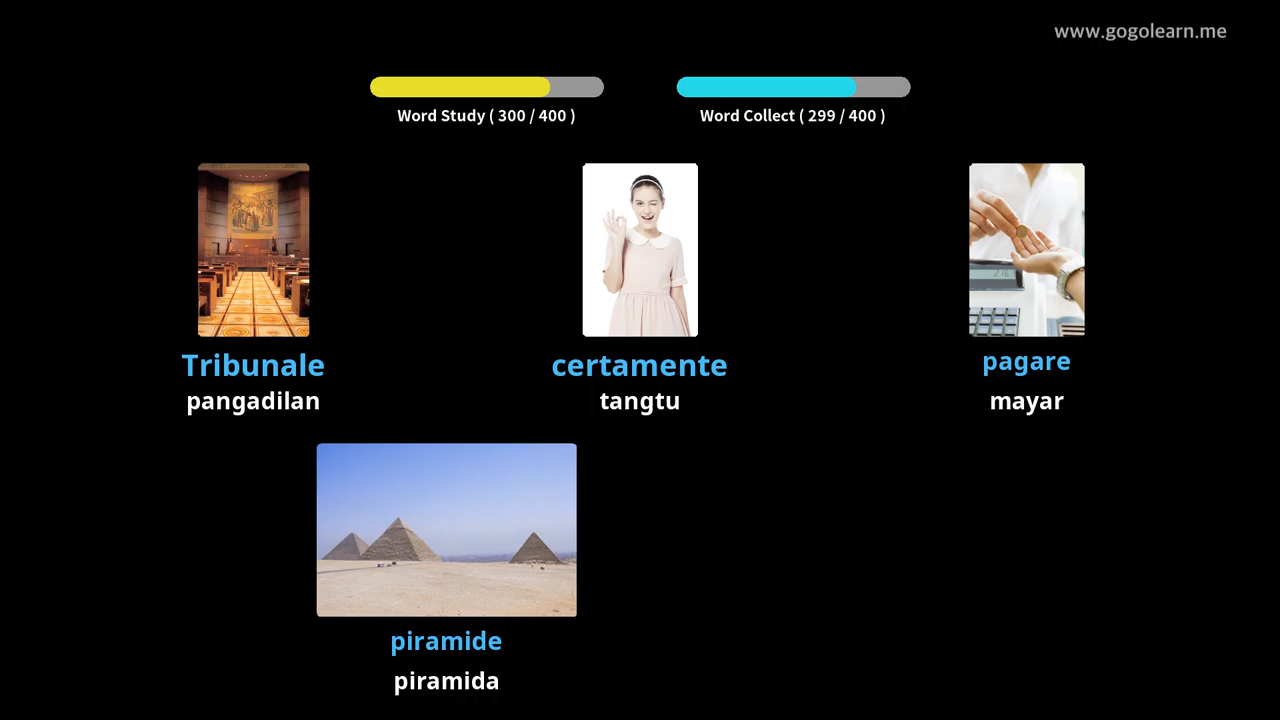 www.gogolearn.me
Word Study ( 300 / 400 )
Word Collect ( 299 / 400 )
Tribunale
pangadilan
certamente
tangtu
pagare
mayar
piramide
piramida